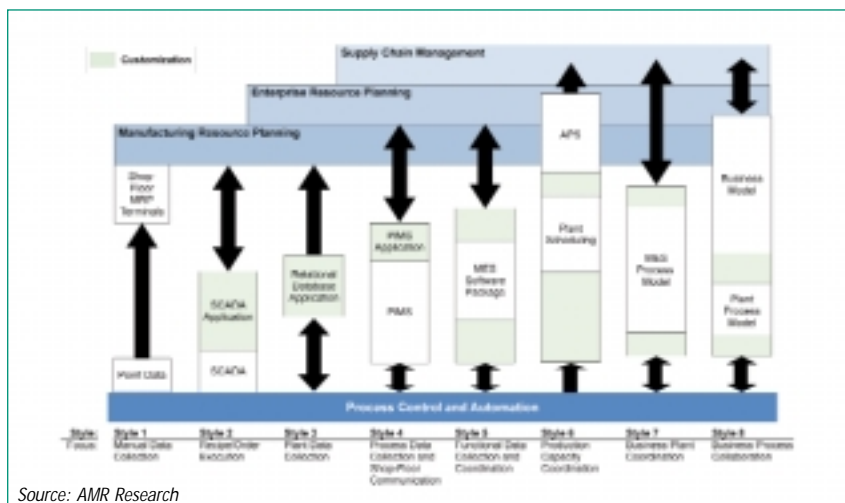 Customization
Supply Chain Management
Enterprise Resource Planning
Manufacturing Resource Planning
Shop-
Floor
MRP
Terminals
Point Data
SCADA
Application
SCADA
Relational
Database
Application
PIMS
Application
PIMS
MES
Software
Package
APS
Plant
Scheduling
Process
Model
Business
Model
Plant
Process
Model
Process Control and Automation
Style: Style 1 Style 2 Style 3 Style 4 Style 5 Style 6 Style 7 Style 8
Focus: Manual Data Recipe/Order Plant Data Process Data Functional Data Production Business Plant Business Process
Collection Execution Collection Collection and Collection and Capacity Coordination Collaboration
Shop-Floor Coordination Coordination
Communication
Source: AMR Research